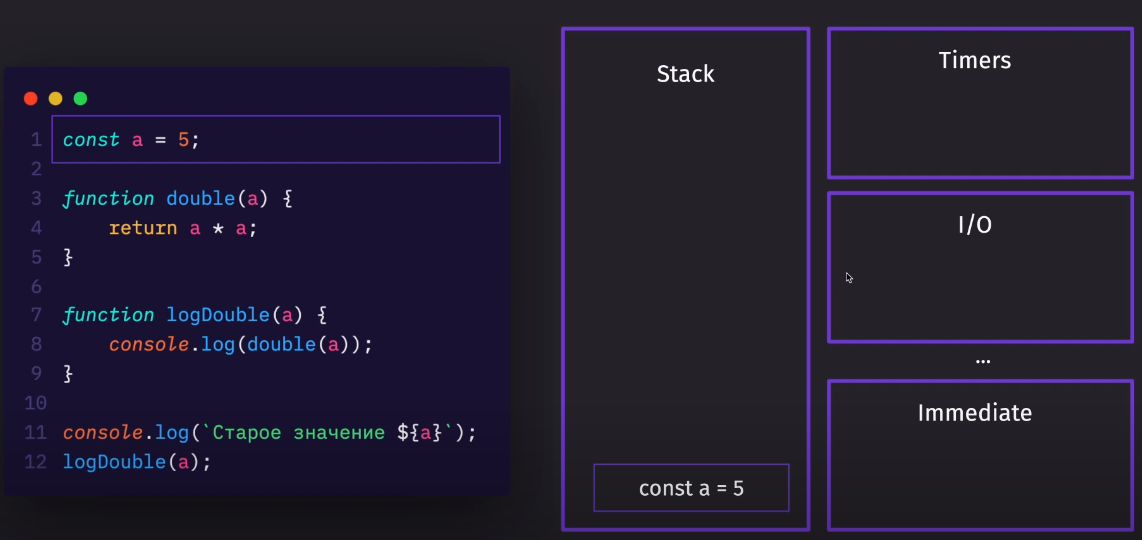 1 const a = 5;
2
3 function double(a) {
4     return a * a;
5 }
6
7 function logDouble(a) {
8     console.log(double(a));
9 }
10
11 console.log(`Старое значение ${a}`);
12 logDouble(a);
Stack
const a = 5
Timers
I/O
...
Immediate